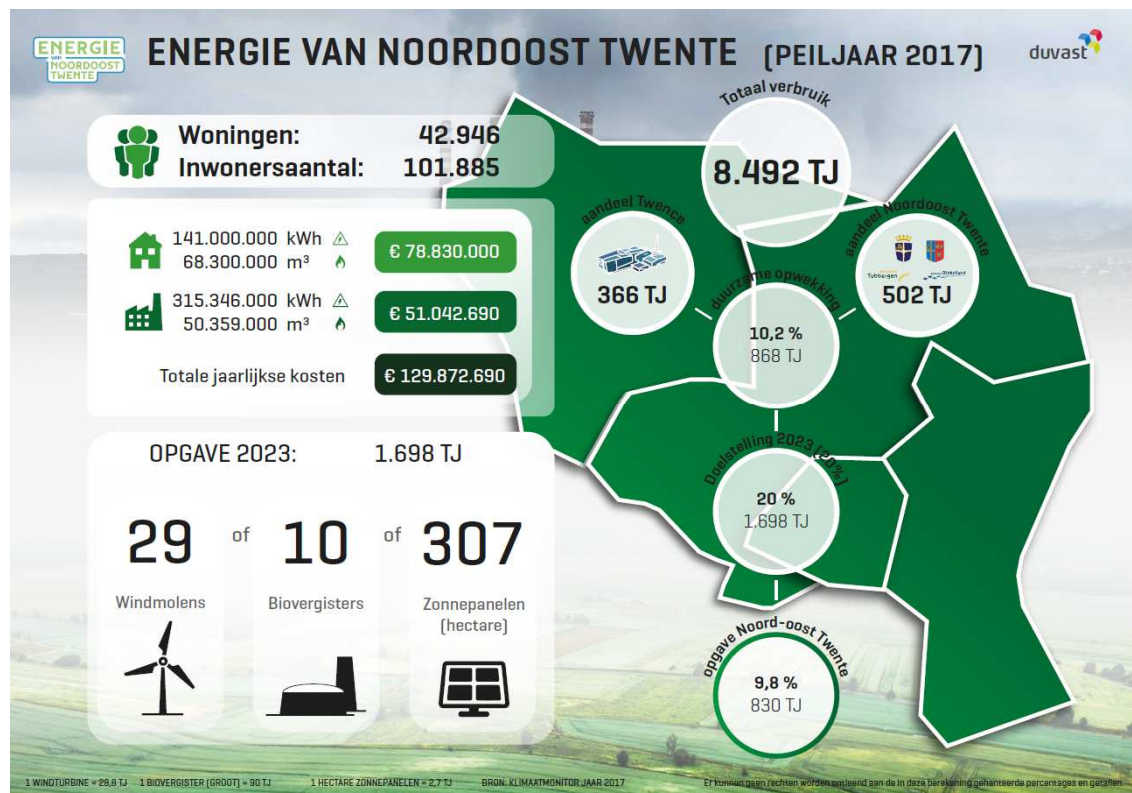 ENERGIE
VAN
NOORDOOST
TWENTE
ENERGIE VAN NOORDOOST TWENTE (PEILJAAR 2017)
duvast
Woningen: 42.946
Inwonersaantal: 101.885
141.000.000 kWh
68.300.000 m³
€ 78.830.000
315.346.000 kWh
50.359.000 m³
€ 51.042.690
Totale jaarlijkse kosten € 129.872.690
Totaal verbruik
8.492 TJ
aandeel Twence
366 TJ
aandeel Noordoost Twente
Tubbergen
502 TJ
duurzame opwekking
10,2 %
868 TJ
Doelstelling 2023 (20%)
20 %
1.698 TJ
opgave Noord-oost Twente
9,8 %
830 TJ
OPGAVE 2023: 1.698 TJ
29 of 10 of 307
Windmolens Biovergisters Zonnepanelen
(hectare)
1 WINDTURBINE = 28,8 TJ 1 BIOVERGISTER (GROOT) = 90 TJ 1 HECTARE ZONNEPANELEN = 2,7 TJ BRON: KLIMAATMONITOR JAAR 2017 Er kunnen geen rechten worden ontleend aan de in deze berekening gehanteerde percentages en getallen.